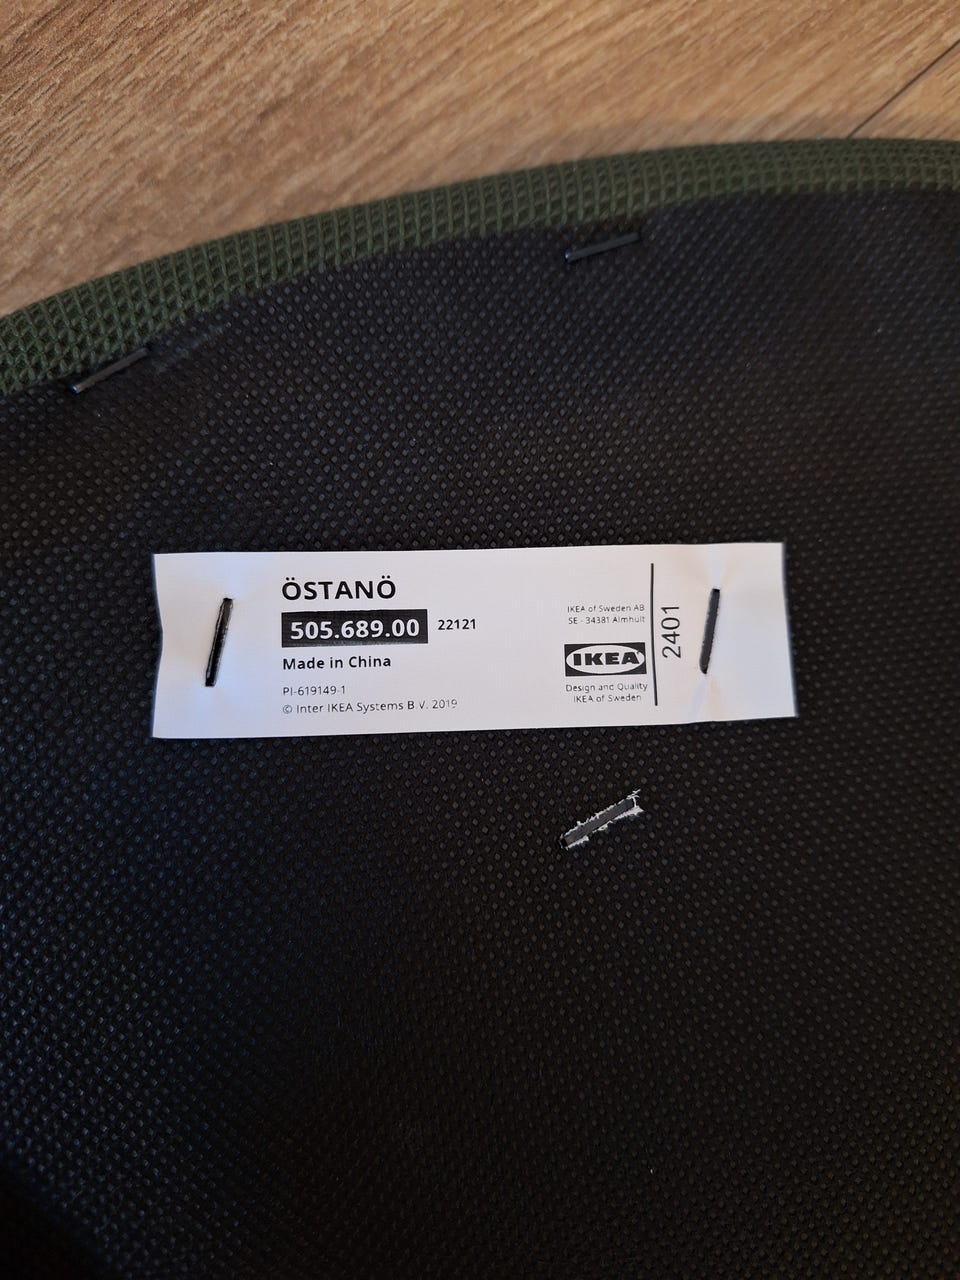 ÖSTANÖ
505.689.00 22121
Made in China
PI-619149-1
© Inter IKEA Systems B.V. 2019
IKEA of Sweden AB
SE - 34381 Älmhult
IKEA
Design and Quality
IKEA of Sweden
2401